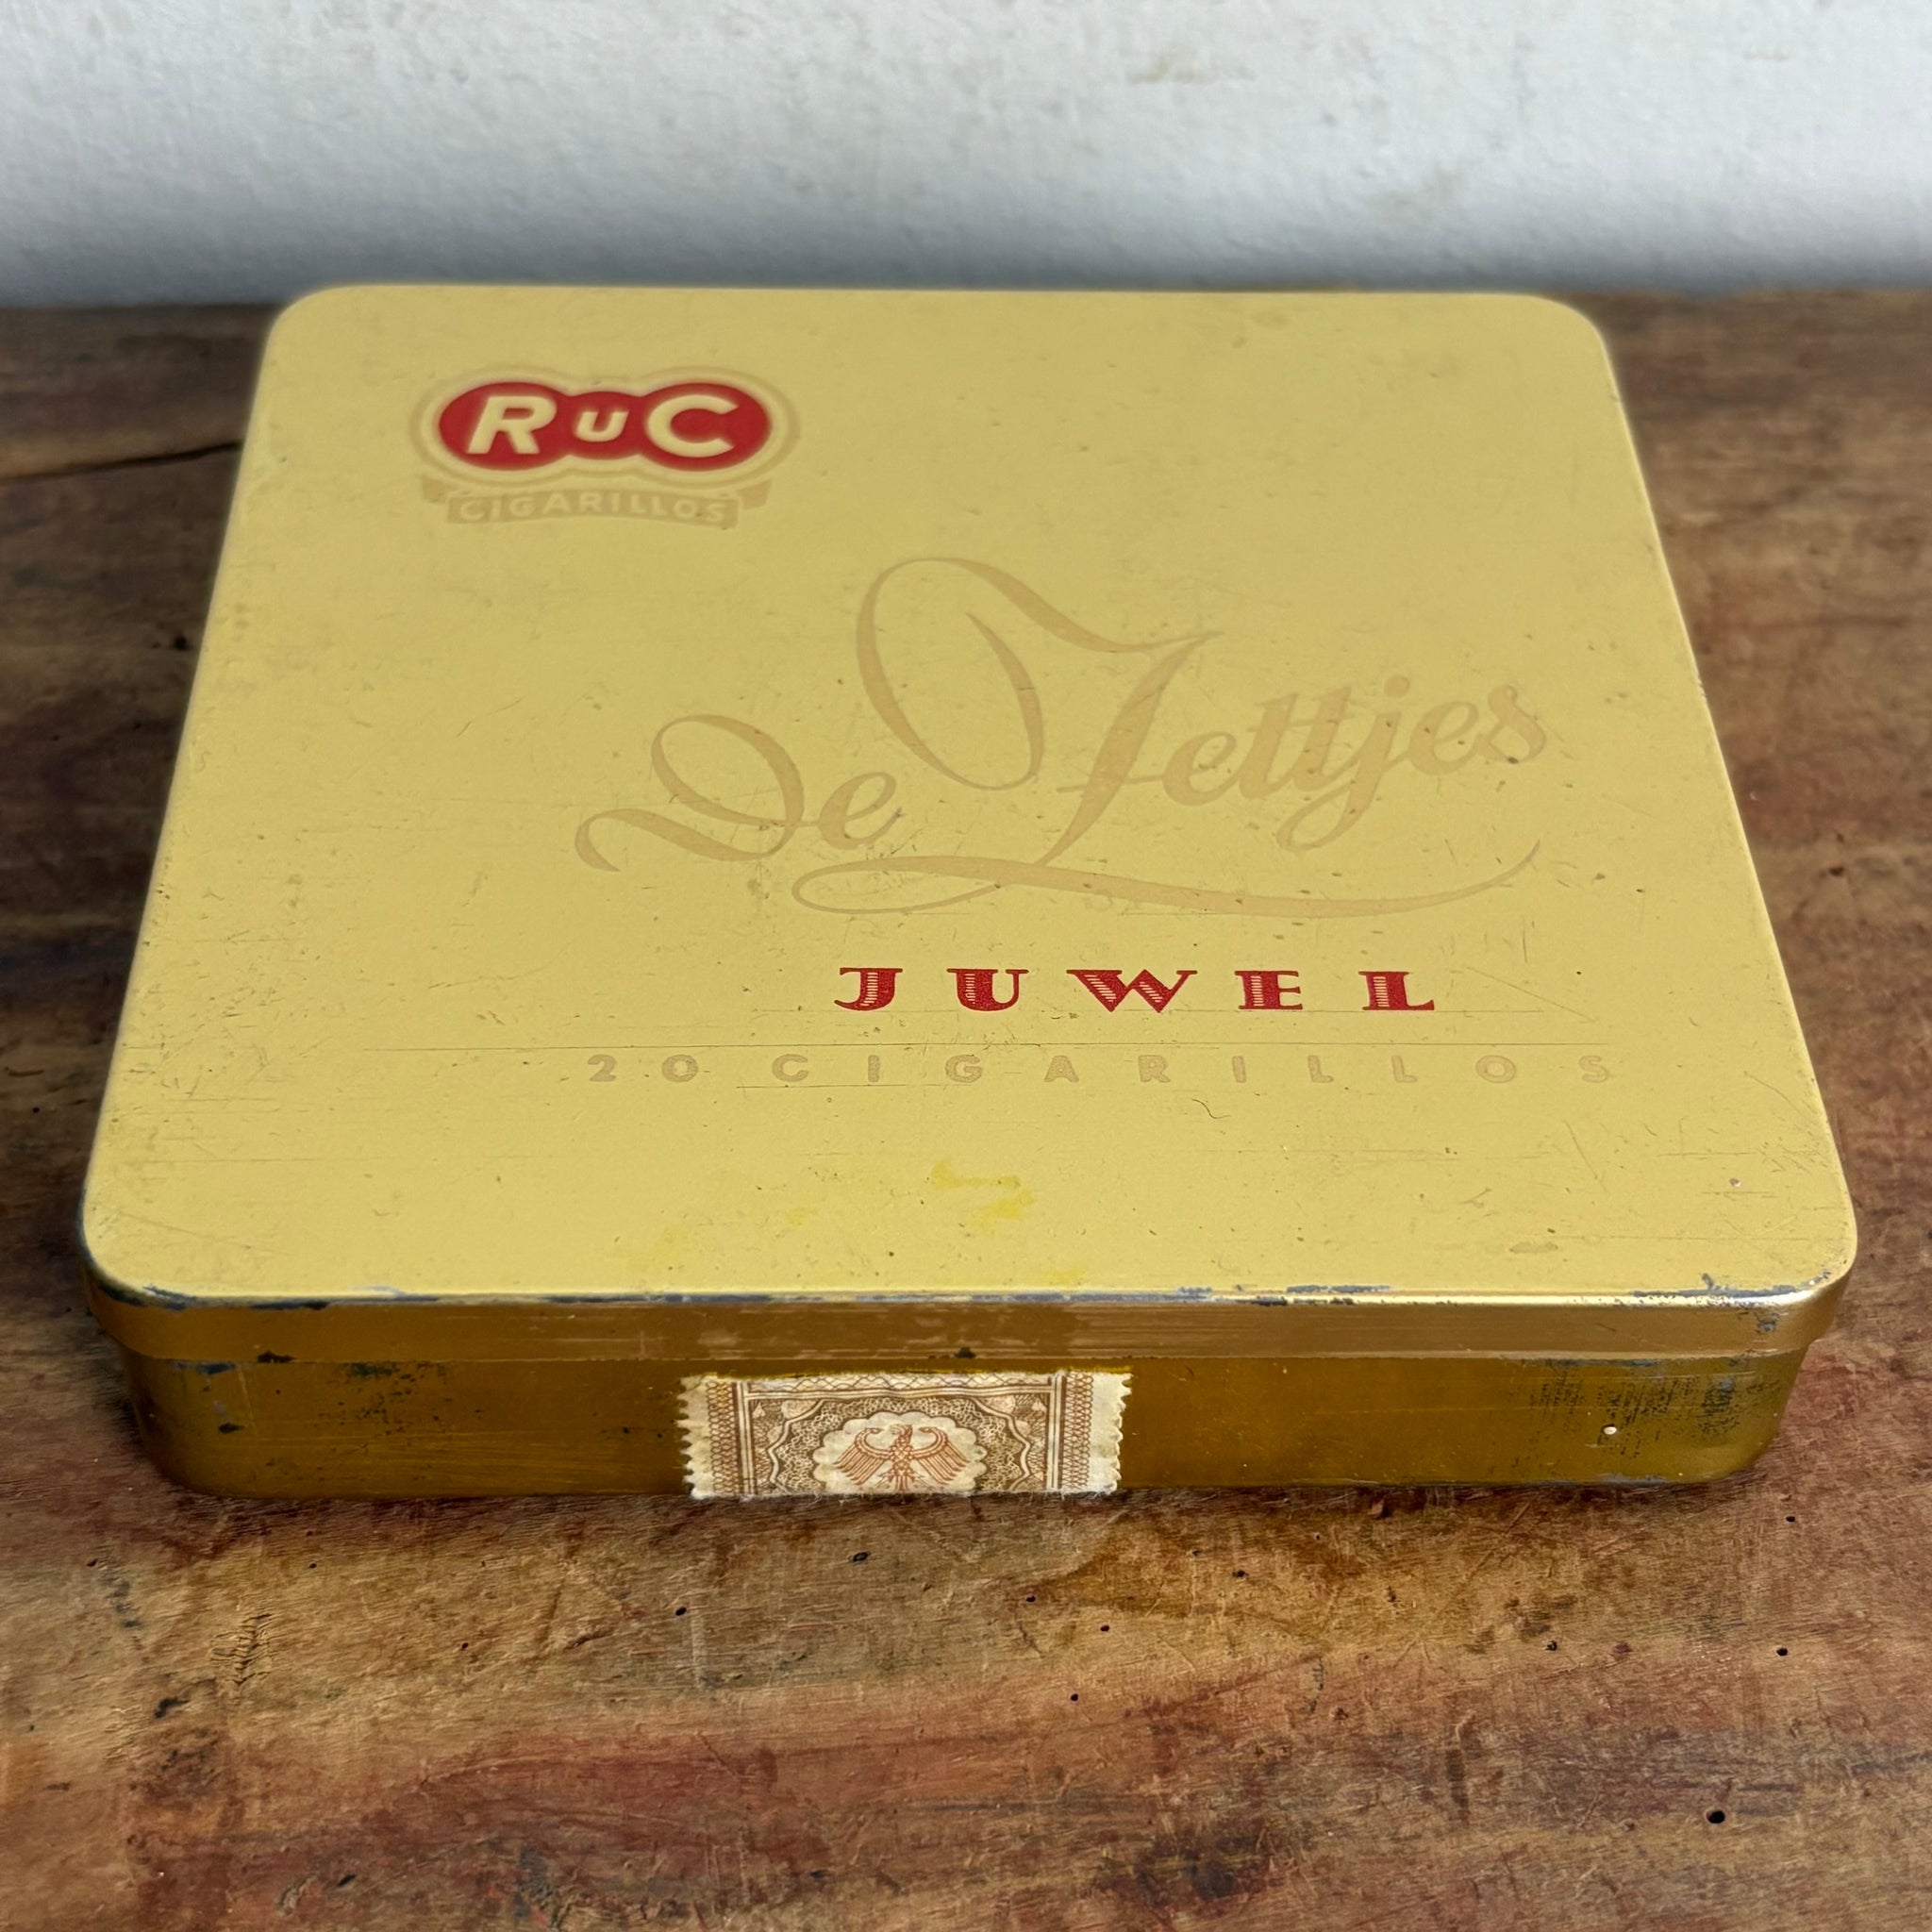 RuC
CIGARILLOS
De Jettjes
JUWEL
20 CIGARILLOS